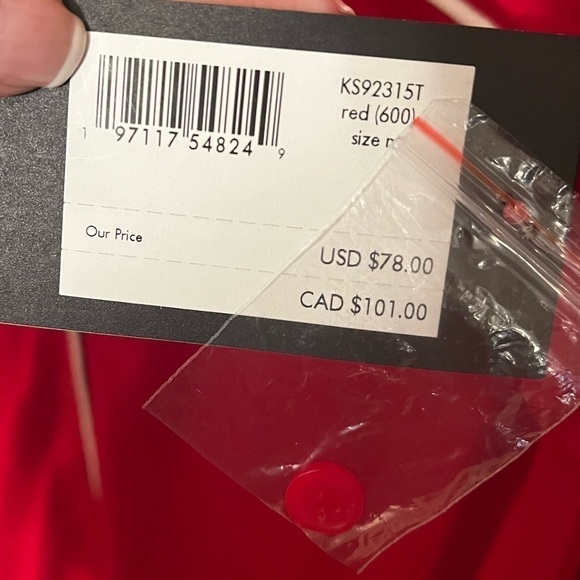 KS92315T
red (600)
size
1 97117 54824 9
Our Price
USD $78.00
CAD $101.00